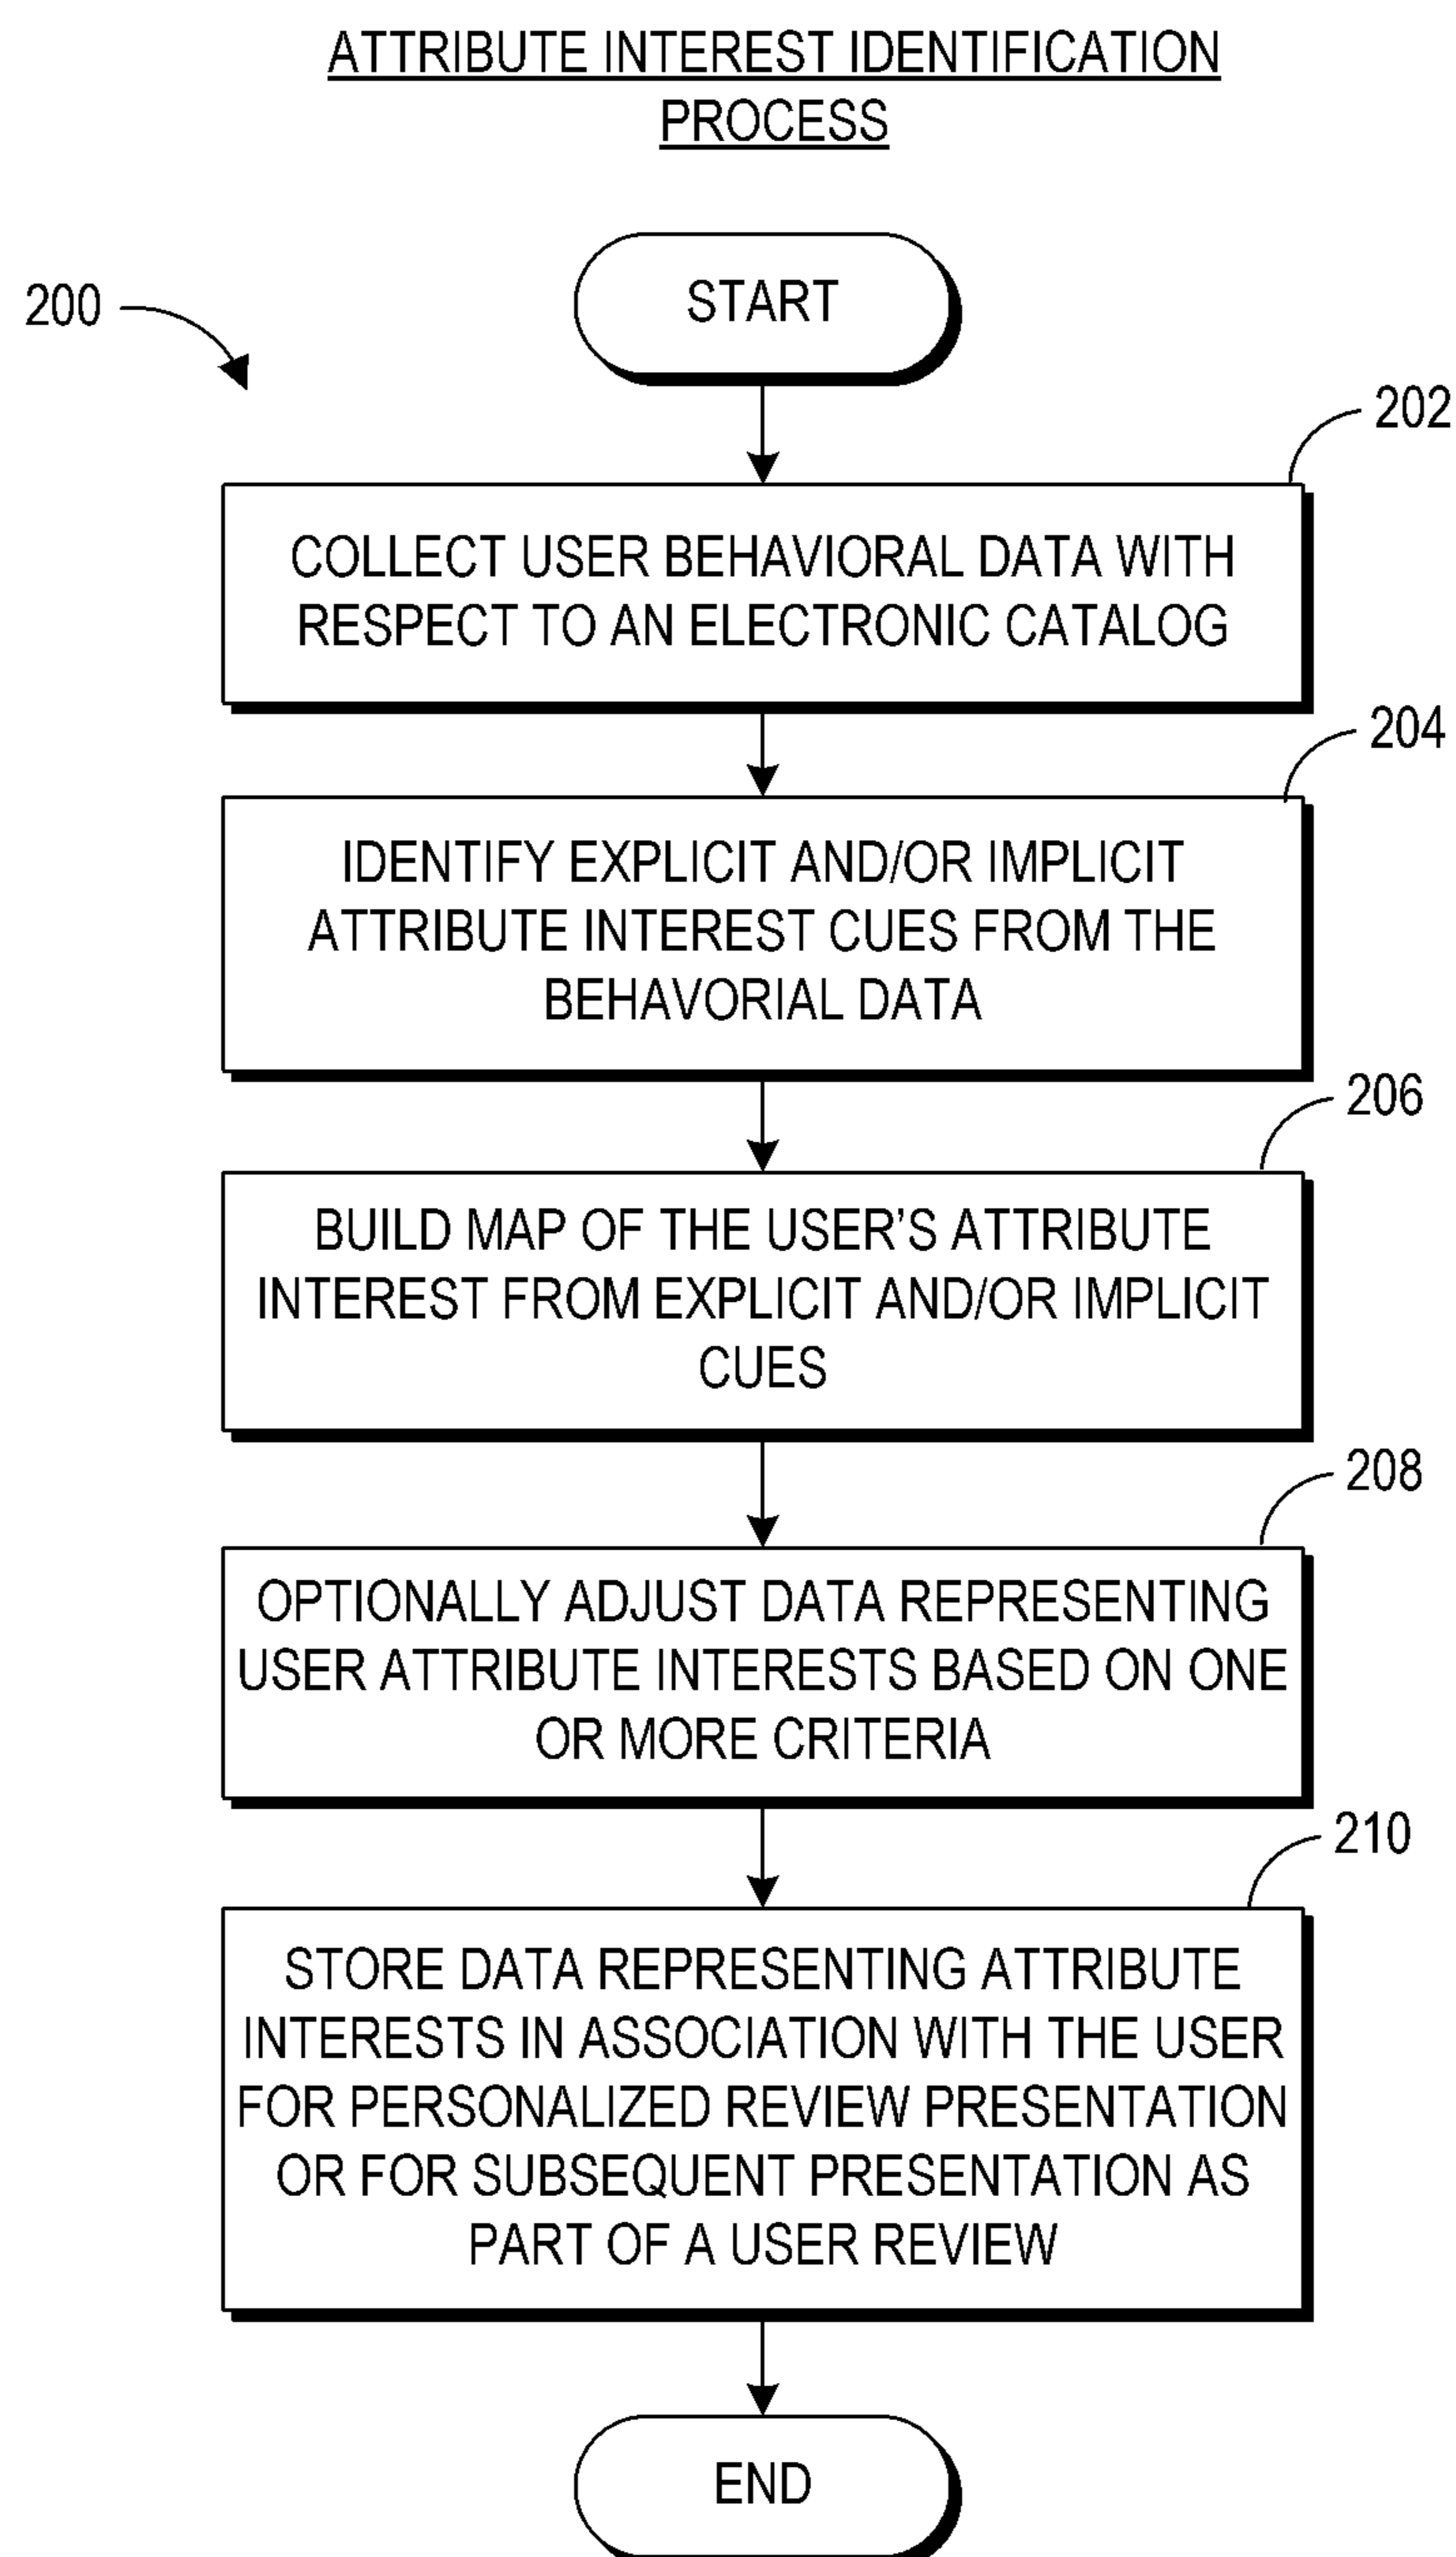 ATTRIBUTE INTEREST IDENTIFICATION
PROCESS
START
200
202
COLLECT USER BEHAVIORAL DATA WITH
RESPECT TO AN ELECTRONIC CATALOG
204
IDENTIFY EXPLICIT AND/OR IMPLICIT
ATTRIBUTE INTEREST CUES FROM THE
BEHAVORIAL DATA
206
BUILD MAP OF THE USER’S ATTRIBUTE
INTEREST FROM EXPLICIT AND/OR IMPLICIT
CUES
208
OPTIONALLY ADJUST DATA REPRESENTING
USER ATTRIBUTE INTERESTS BASED ON ONE
OR MORE CRITERIA
210
STORE DATA REPRESENTING ATTRIBUTE
INTERESTS IN ASSOCIATION WITH THE USER
FOR PERSONALIZED REVIEW PRESENTATION
OR FOR SUBSEQUENT PRESENTATION AS
PART OF A USER REVIEW
END